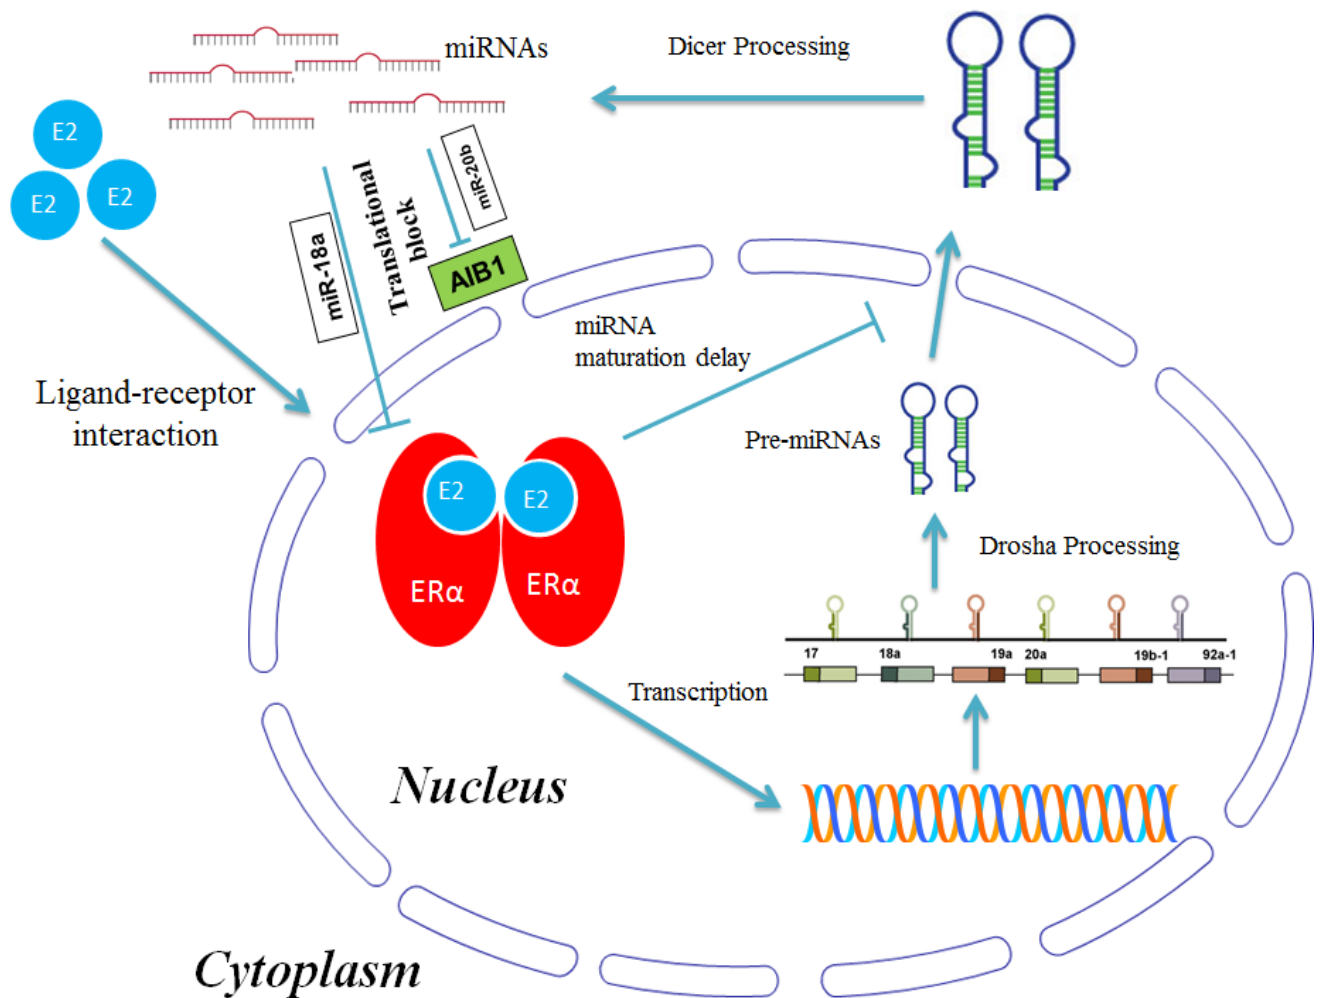 miRNAs
Dicer Processing
E2
E2
E2
miR-18a
Translational
block
miR-20b
AIB1
miRNA
maturation delay
Ligand-receptor
interaction
Pre-miRNAs
E2
E2
ERα
ERα
Drosha Processing
17
18a
19a
20a
19b-1
92a-1
Transcription
Nucleus
Cytoplasm